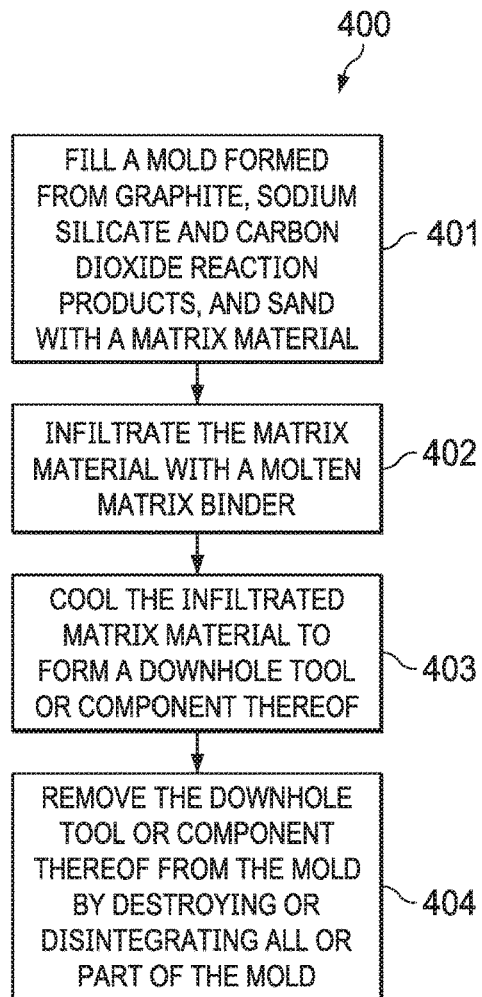 400
FILL A MOLD FORMED
FROM GRAPHITE, SODIUM
SILICATE AND CARBON
DIOXIDE REACTION
PRODUCTS, AND SAND
WITH A MATRIX MATERIAL
401
INFILTRATE THE MATRIX
MATERIAL WITH A MOLTEN
MATRIX BINDER
402
COOL THE INFILTRATED
MATRIX MATERIAL TO
FORM A DOWNHOLE TOOL
OR COMPONENT THEREOF
403
REMOVE THE DOWNHOLE
TOOL OR COMPONENT
THEREOF FROM THE MOLD
BY DESTROYING OR
DISINTEGRATING ALL OR
PART OF THE MOLD
404